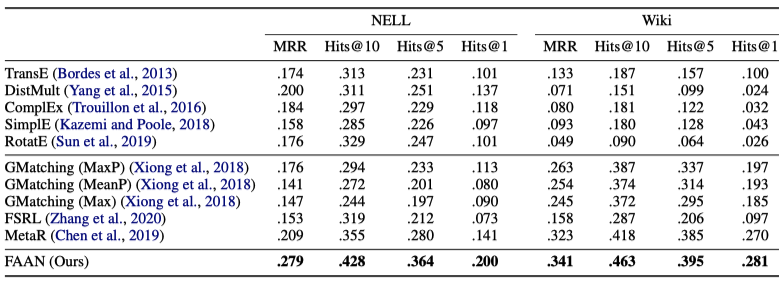 NELL Wiki
MRR Hits@10 Hits@5 Hits@1 MRR Hits@10 Hits@5 Hits@1
TransE (Bordes et al., 2013) .174 .313 .231 .101 .133 .187 .157 .100
DistMult (Yang et al., 2015) .200 .311 .251 .137 .071 .151 .099 .024
ComplEx (Trouillon et al., 2016) .184 .297 .229 .118 .080 .181 .122 .032
SimplE (Kazemi and Poole, 2018) .158 .285 .226 .097 .093 .180 .128 .043
RotatE (Sun et al., 2019) .176 .329 .247 .101 .049 .090 .064 .026
GMatching (MaxP) (Xiong et al., 2018) .176 .294 .233 .113 .263 .387 .337 .197
GMatching (MeanP) (Xiong et al., 2018) .141 .272 .201 .080 .254 .374 .314 .193
GMatching (Max) (Xiong et al., 2018) .147 .244 .197 .090 .245 .372 .295 .185
FSRL (Zhang et al., 2020) .153 .319 .212 .073 .158 .287 .206 .097
MetaR (Chen et al., 2019) .209 .355 .280 .141 .323 .418 .385 .270
FAAN (Ours) .279 .428 .364 .200 .341 .463 .395 .281